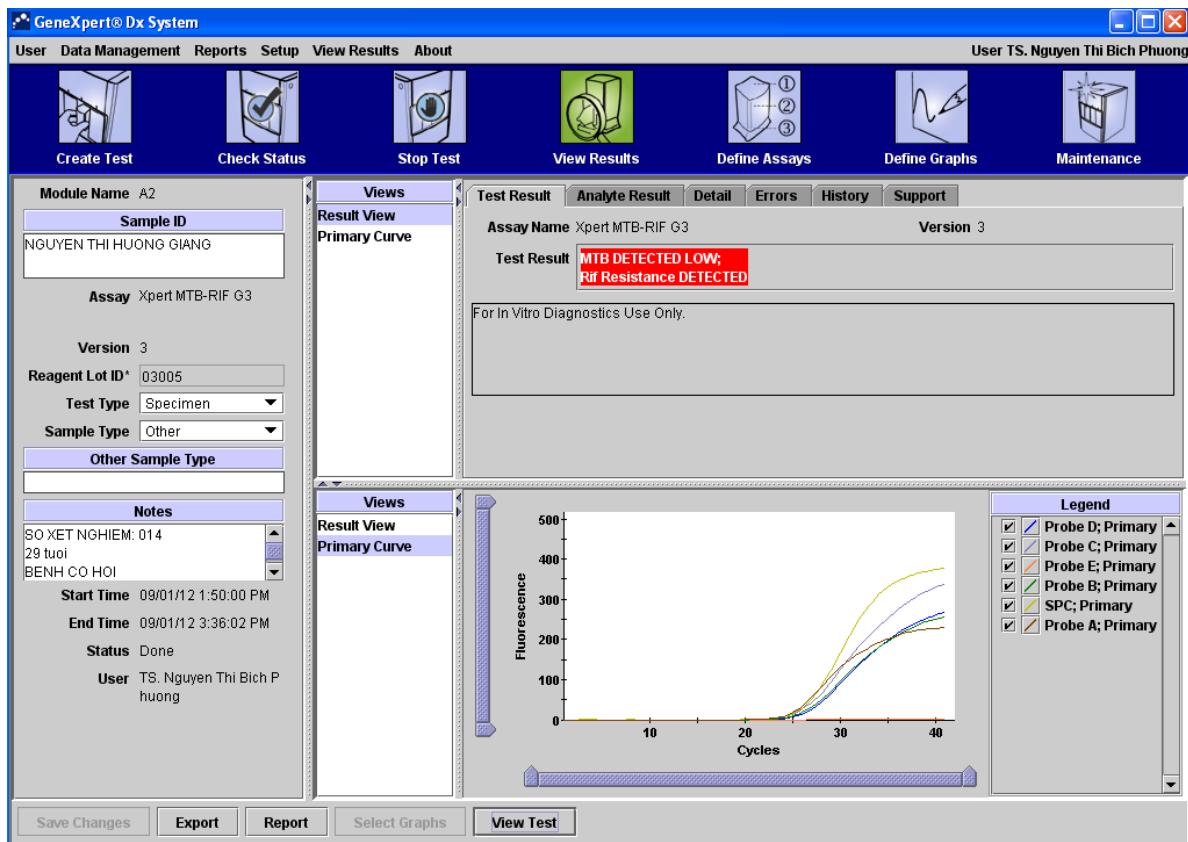 GeneXpert® Dx System
User Data Management Reports Setup View Results About
User TS. Nguyen Thi Bich Phuong
Create Test
Check Status
Stop Test
View Results
Define Assays
Define Graphs
Maintenance
Module Name A2
Sample ID
NGUYEN THI HUONG GIANG
Assay Xpert MTB-RIF G3
Version 3
Reagent Lot ID* 03005
Test Type Specimen
Sample Type Other
Other Sample Type
Notes
SO XET NGHIEM: 014
29 tuoi
BENH CO HOI
Start Time 09/01/12 1:50:00 PM
End Time 09/01/12 3:36:02 PM
Status Done
User TS. Nguyen Thi Bich P
huong
Views
Result View
Primary Curve
Test Result Analyte Result Detail Errors History Support
Assay Name Xpert MTB-RIF G3 Version 3
Test Result MTB DETECTED LOW;
Rif Resistance DETECTED
For In Vitro Diagnostics Use Only.
Views
Result View
Primary Curve
500
400
300
200
100
0
Fluorescence
10 20 30 40
Cycles
Legend
Probe D; Primary
Probe C; Primary
Probe E; Primary
Probe B; Primary
SPC; Primary
Probe A; Primary
Save Changes
Export
Report
Select Graphs
View Test
①
②
③